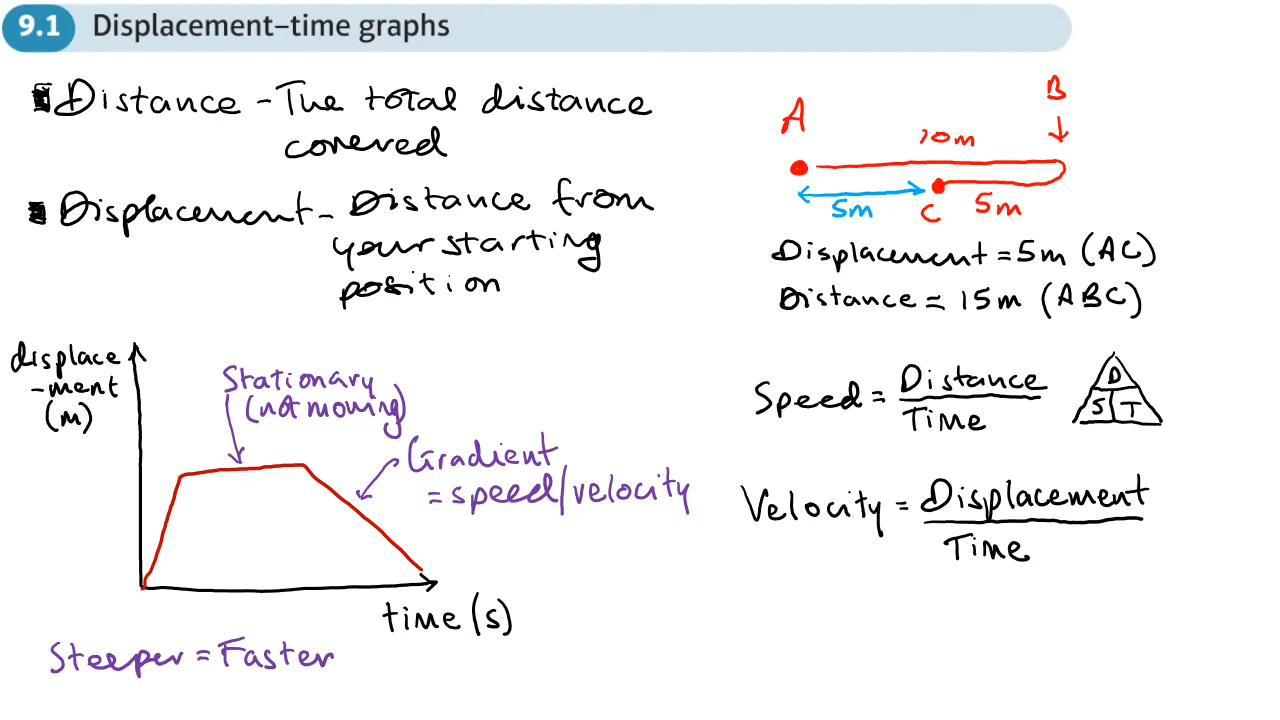 9.1 Displacement–time graphs
Distance - The total distance
covered
Displacement - Distance from
your starting
position
A
B
10m
5m
C
5m
Displacement = 5m (AC)
Distance = 15m (ABC)
displace
-ment
(m)
Stationary
(not moving)
Gradient
= speed/velocity
time (s)
Steeper = Faster
Speed = Distance
Time
D
S T
Velocity = Displacement
Time